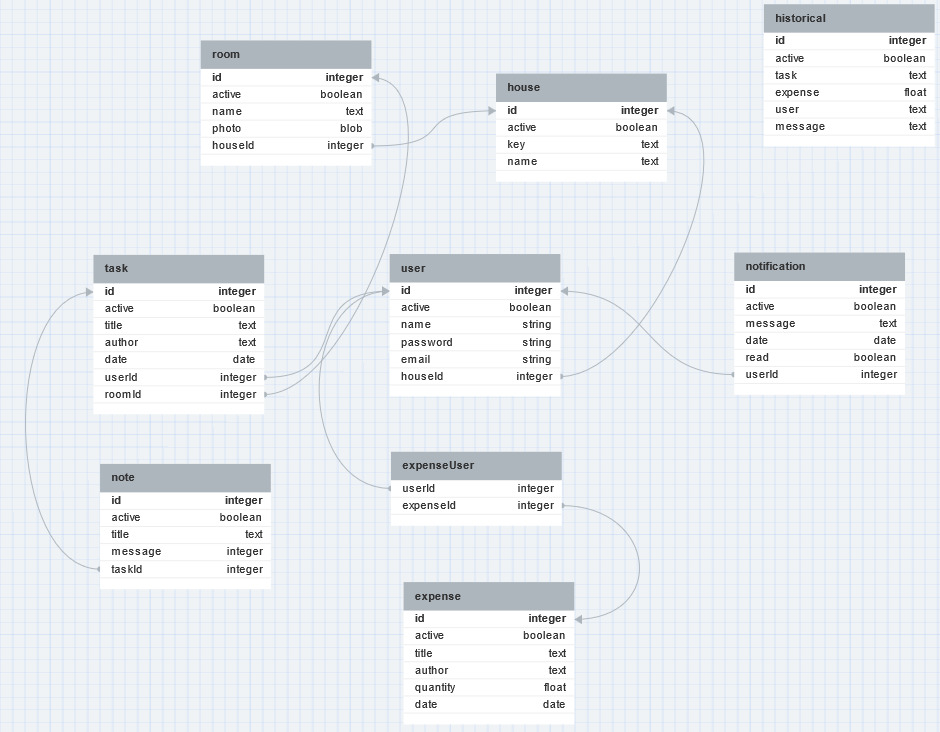 historical
id integer
active boolean
task text
expense float
user text
message text
room
id integer
active boolean
name text
photo blob
houseId integer
house
id integer
active boolean
key text
name text
task
id integer
active boolean
title text
author text
date date
userId integer
roomId integer
user
id integer
active boolean
name string
password string
email string
houseId integer
notification
id integer
active boolean
message text
date date
read boolean
userId integer
note
id integer
active boolean
title text
message integer
taskId integer
expenseUser
userId integer
expenseId integer
expense
id integer
active boolean
title text
author text
quantity float
date date